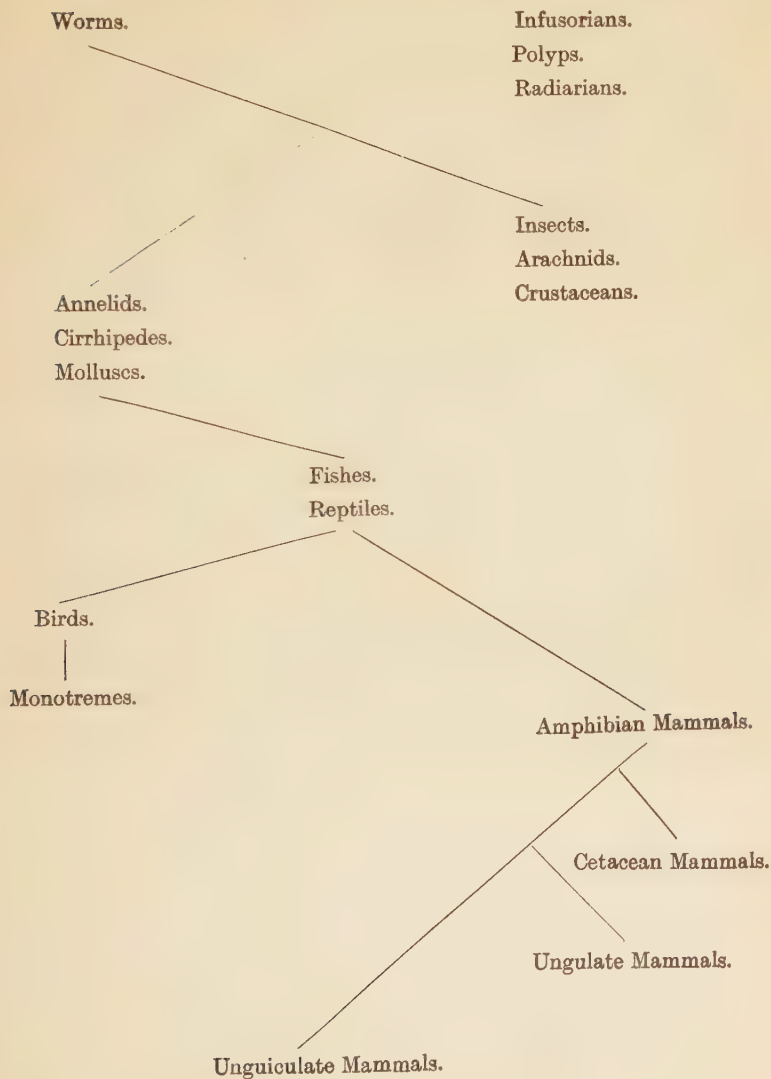 Worms.
Infusorians.
Polyps.
Radiarians.
Insects.
Arachnids.
Crustaceans.
Annelids.
Cirrhipedes.
Molluscs.
Fishes.
Reptiles.
Birds.
Monotremes.
Amphibian Mammals.
Cetacean Mammals.
Ungulate Mammals.
Unguiculate Mammals.